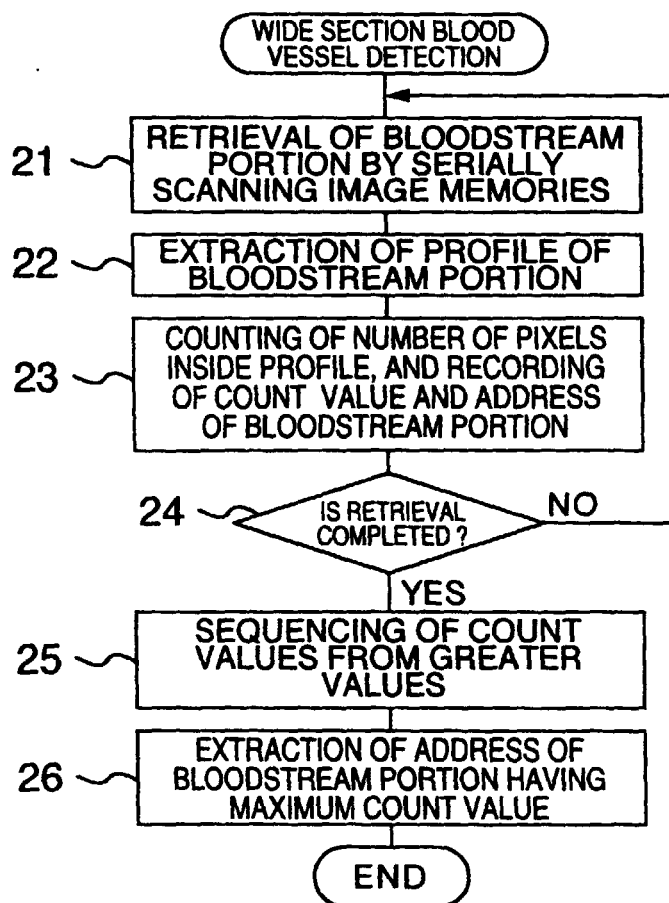 WIDE SECTION BLOOD
VESSEL DETECTION
21
RETRIEVAL OF BLOODSTREAM
PORTION BY SERIALLY
SCANNING IMAGE MEMORIES
22
EXTRACTION OF PROFILE OF
BLOODSTREAM PORTION
23
COUNTING OF NUMBER OF PIXELS
INSIDE PROFILE, AND RECORDING
OF COUNT VALUE AND ADDRESS
OF BLOODSTREAM PORTION
24
IS RETRIEVAL
COMPLETED ?
NO
YES
25
SEQUENCING OF COUNT
VALUES FROM GREATER
VALUES
26
EXTRACTION OF ADDRESS OF
BLOODSTREAM PORTION HAVING
MAXIMUM COUNT VALUE
END